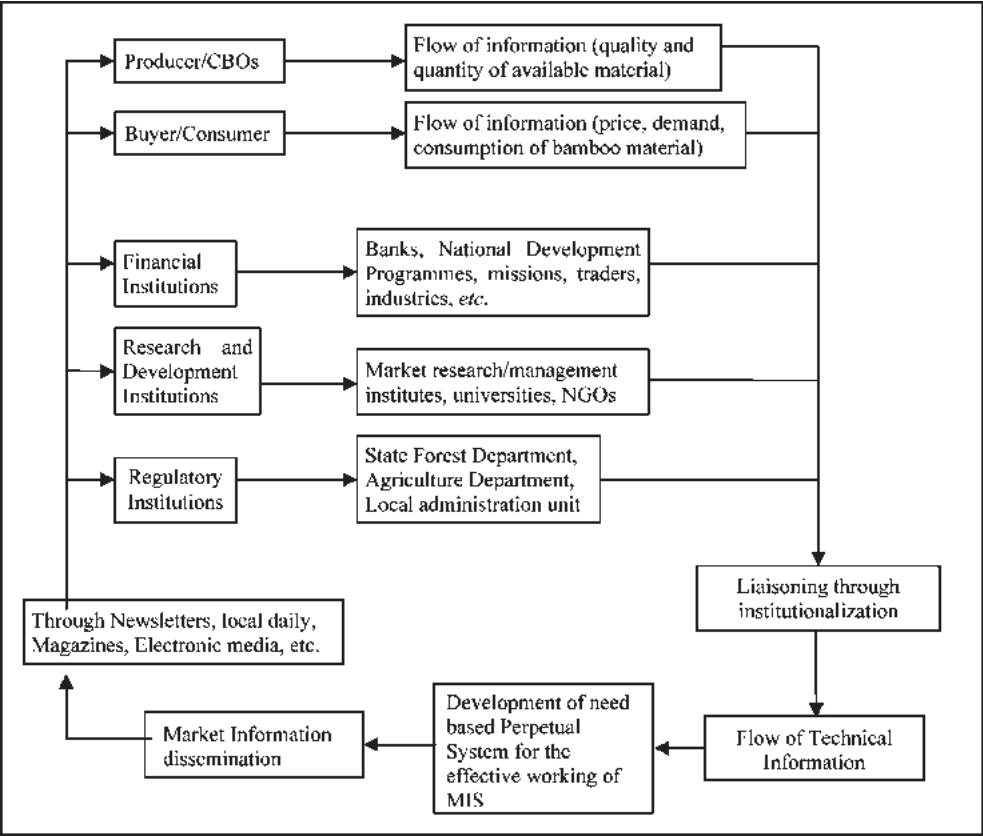 Producer/CBOs
Flow of information (quality and
quantity of available material)
Buyer/Consumer
Flow of information (price, demand,
consumption of bamboo material)
Financial
Institutions
Banks, National Development
Programmes, missions, traders,
industries, etc.
Research and
Development
Institutions
Market research/management
institutes, universities, NGOs
Regulatory
Institutions
State Forest Department,
Agriculture Department,
Local administration unit
Liaisoning through
institutionalization
Through Newsletters, local daily,
Magazines, Electronic media, etc.
Market Information
dissemination
Development of need
based Perpetual
System for the
effective working of
MIS
Flow of Technical
Information